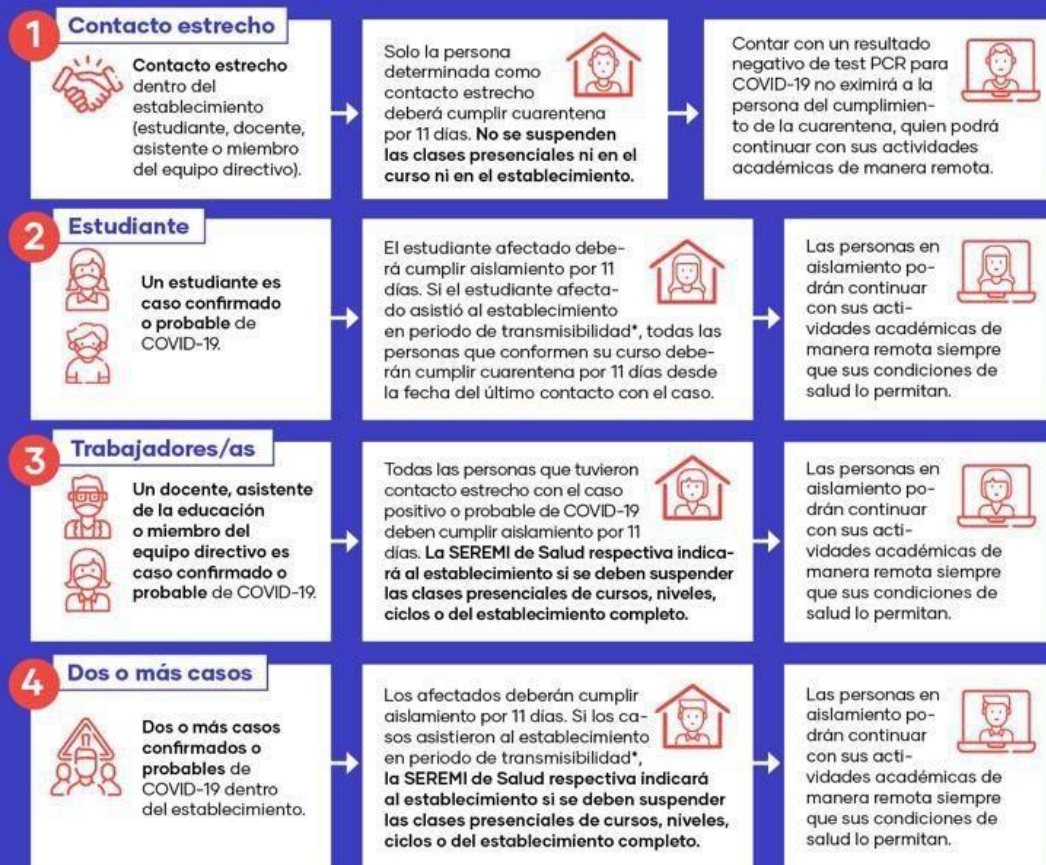 1
Contacto estrecho
Contacto estrecho
dentro del
establecimiento
(estudiante, docente,
asistente o miembro
del equipo directivo).
Solo la persona
determinada como
contacto estrecho
deberá cumplir cuarentena
por 11 días. No se suspenden
las clases presenciales ni en el
curso ni en el establecimiento.
Contar con un resultado
negativo de test PCR para
COVID-19 no eximirá a la
persona del cumplimien-
to de la cuarentena, quien podrá
continuar con sus actividades
académicas de manera remota.
2
Estudiante
Un estudiante es
caso confirmado
o probable de
COVID-19.
El estudiante afectado debe-
rá cumplir aislamiento por 11
días. Si el estudiante afecta-
do asistió al establecimiento
en periodo de transmisibilidad*, todas las
personas que conformen su curso debe-
rán cumplir cuarentena por 11 días desde
la fecha del último contacto con el caso.
Las personas en
aislamiento po-
drán continuar
con sus acti-
vidades académicas de
manera remota siempre
que sus condiciones de
salud lo permitan.
3
Trabajadores/as
Un docente, asistente
de la educación
o miembro del
equipo directivo es
caso confirmado o
probable de COVID-19.
Todas las personas que tuvieron
contacto estrecho con el caso
positivo o probable de COVID-19
deben cumplir aislamiento por 11
días. La SEREMI de Salud respectiva indica-
rá al establecimiento si se deben suspender
las clases presenciales de cursos, niveles,
ciclos o del establecimiento completo.
Las personas en
aislamiento po-
drán continuar
con sus acti-
vidades académicas de
manera remota siempre
que sus condiciones de
salud lo permitan.
4
Dos o más casos
Dos o más casos
confirmados o
probables de
COVID-19 dentro
del establecimiento.
Los afectados deberán cumplir
aislamiento por 11 días. Si los ca-
sos asistieron al establecimiento
en periodo de transmisibilidad*,
la SEREMI de Salud respectiva indicará
al establecimiento si se deben suspender
las clases presenciales de cursos, niveles,
ciclos o del establecimiento completo.
Las personas en
aislamiento po-
drán continuar
con sus acti-
vidades académicas de
manera remota siempre
que sus condiciones de
salud lo permitan.